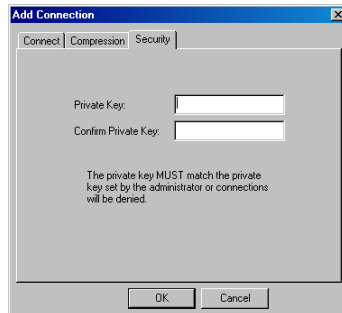 Add Connection
Connect Compression Security
Private Key:
Confirm Private Key:
The private key MUST match the private
key set by the administrator or connections
will be denied.
OK Cancel